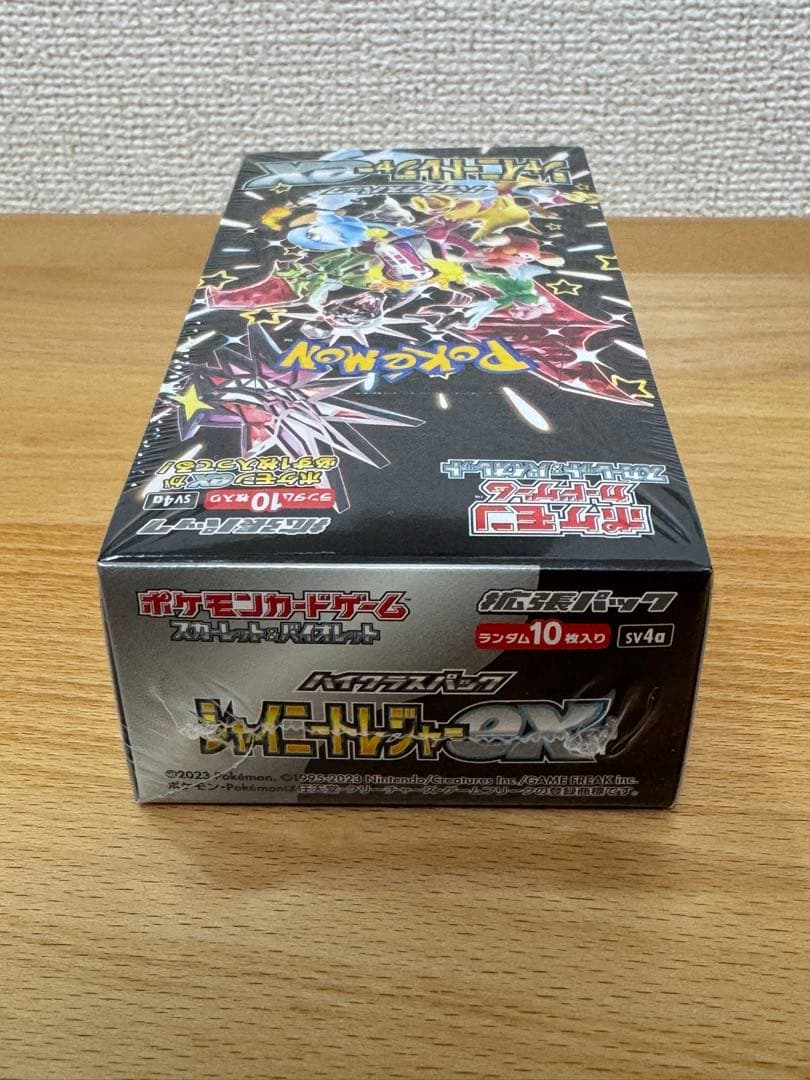 シャイニートレジャーex
ハイクラスパック
POKéMON
ポケモン
カードゲーム
スカーレット&バイオレット
ポケモンexが
必ず1枚入ってる！
ランダム10枚入り
SV4a
拡張パック
ポケモンカードゲーム
スカーレット&バイオレット
拡張パック
ランダム10枚入り SV4a
ハイクラスパック
シャイニートレジャーex
©2023 Pokémon. ©1995-2023 Nintendo/Creatures Inc./GAME FREAK inc.
ポケモン・Pokémonは任天堂・クリーチャーズ・ゲームフリークの登録商標です。